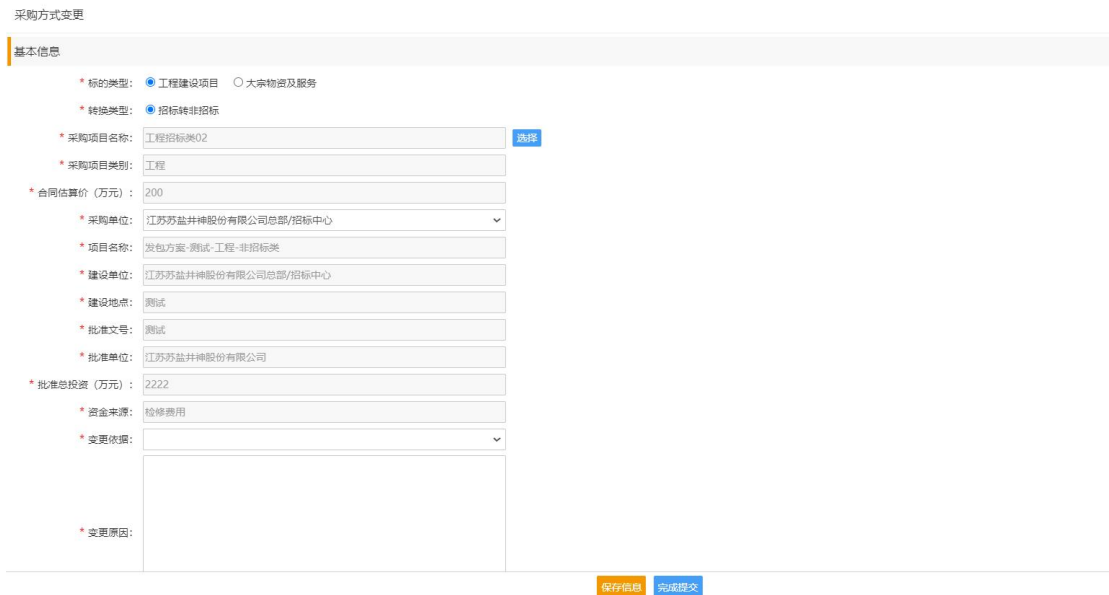 采购方式变更
基本信息
* 标的类型： 工程建设项目 大宗物资及服务
* 转换类型： 招标转非招标
* 采购项目名称： 工程招标类02 选择
* 采购项目类别： 工程
* 合同估算价（万元）： 200
* 采购单位： 江苏苏盐井神股份有限公司总部/招标中心
* 项目名称： 发包方案-测试-工程-非招标类
* 建设单位： 江苏苏盐井神股份有限公司总部/招标中心
* 建设地点： 测试
* 批准文号： 测试
* 批准单位： 江苏苏盐井神股份有限公司
* 批准总投资（万元）： 2222
* 资金来源： 检修费用
* 变更依据：
* 变更原因：
保存信息 完成提交